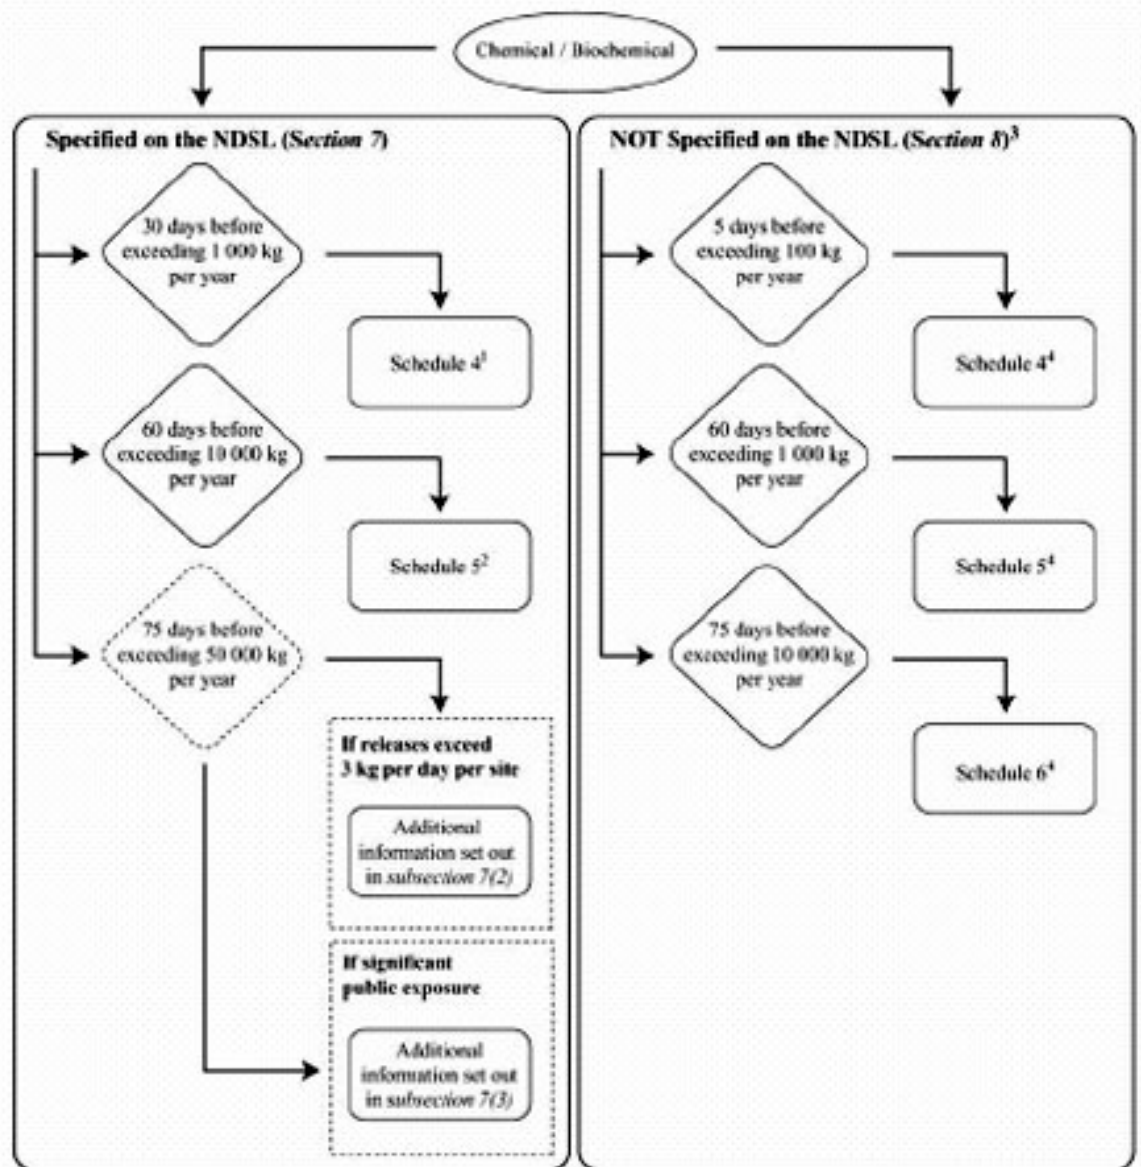 Chemical / Biochemical
Specified on the NDSL (Section 7)
30 days before
exceeding 1 000 kg
per year
Schedule 4¹
60 days before
exceeding 10 000 kg
per year
Schedule 5²
75 days before
exceeding 50 000 kg
per year
If releases exceed
3 kg per day per site
Additional
information set out
in subsection 7(2)
If significant
public exposure
Additional
information set out
in subsection 7(3)
NOT Specified on the NDSL (Section 8)³
5 days before
exceeding 100 kg
per year
Schedule 4⁴
60 days before
exceeding 1 000 kg
per year
Schedule 5⁴
75 days before
exceeding 10 000 kg
per year
Schedule 6⁴